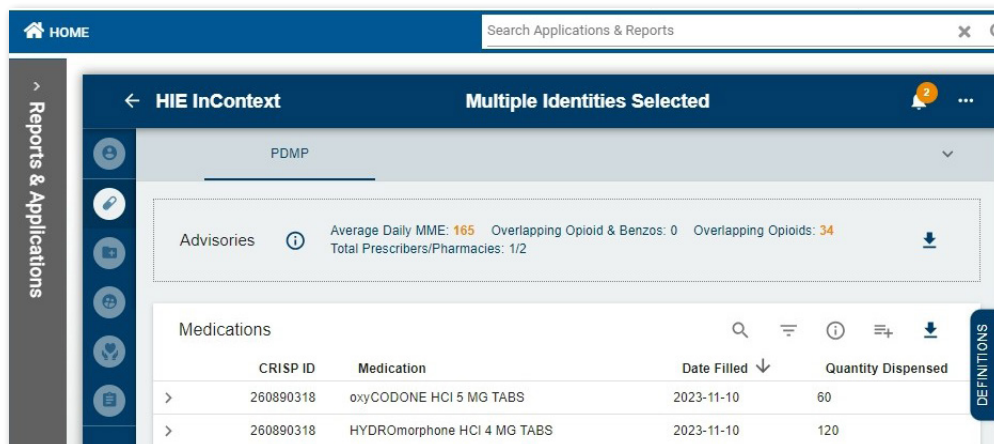 HOME
Search Applications & Reports
> Reports & Applications
HIE InContext
Multiple Identities Selected
2
PDMP
Advisories
Average Daily MME: 165 Overlapping Opioid & Benzos: 0 Overlapping Opioids: 34
Total Prescribers/Pharmacies: 1/2
Medications
CRISP ID Medication Date Filled Quantity Dispensed
260890318 oxyCODONE HCl 5 MG TABS 2023-11-10 60
260890318 HYDROmorphone HCl 4 MG TABS 2023-11-10 120
DEFINITIONS